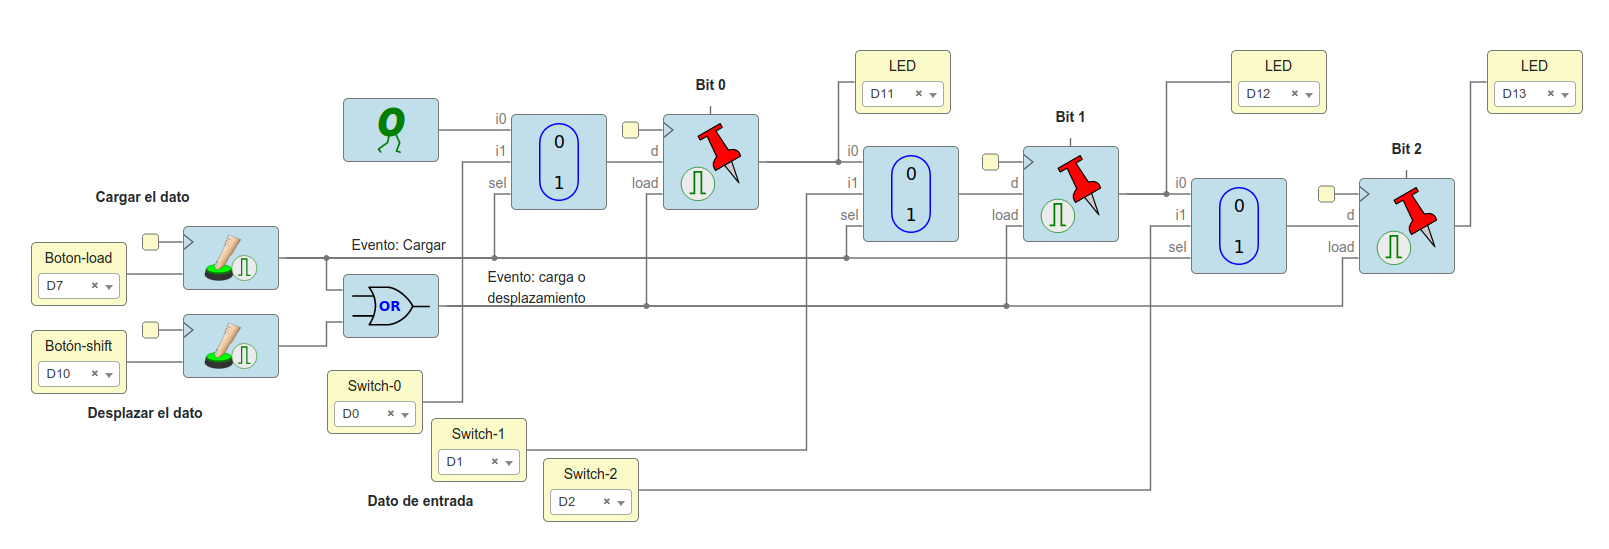 LED
D11
LED
D12
LED
D13
Bit 0
Bit 1
Bit 2
0
i0
i1
sel
0
1
d
load
i0
i1
sel
0
1
d
load
i0
i1
sel
0
1
d
load
Cargar el dato
Boton-load
D7
Evento: Cargar
Evento: carga o
desplazamiento
OR
Botón-shift
D10
Desplazar el dato
Switch-0
D0
Switch-1
D1
Switch-2
D2
Dato de entrada